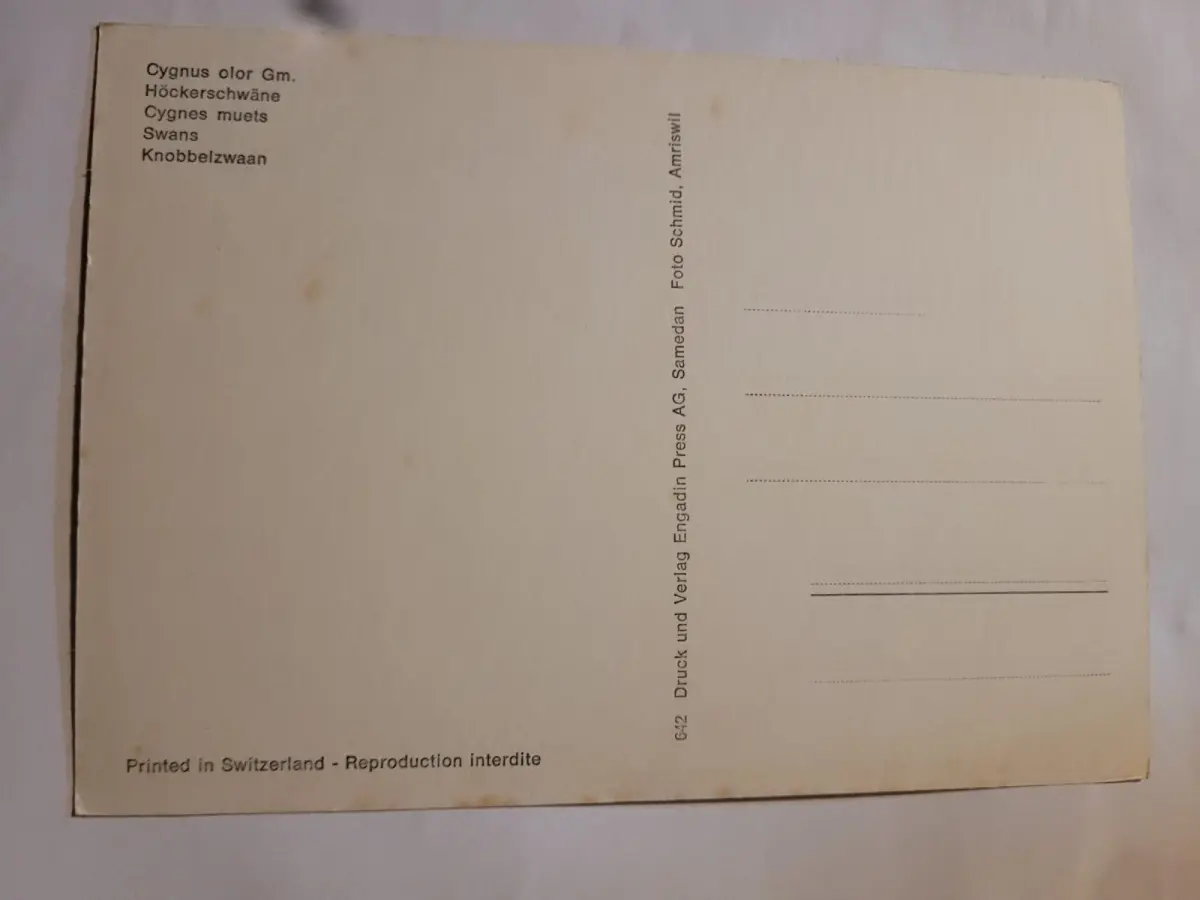 Cygnus olor Gm.
Höckerschwäne
Cygnes muets
Swans
Knobbelzwaan
642 Druck und Verlag Engadin Press AG, Samedan Foto Schmid, Amriswil
Printed in Switzerland - Reproduction interdite